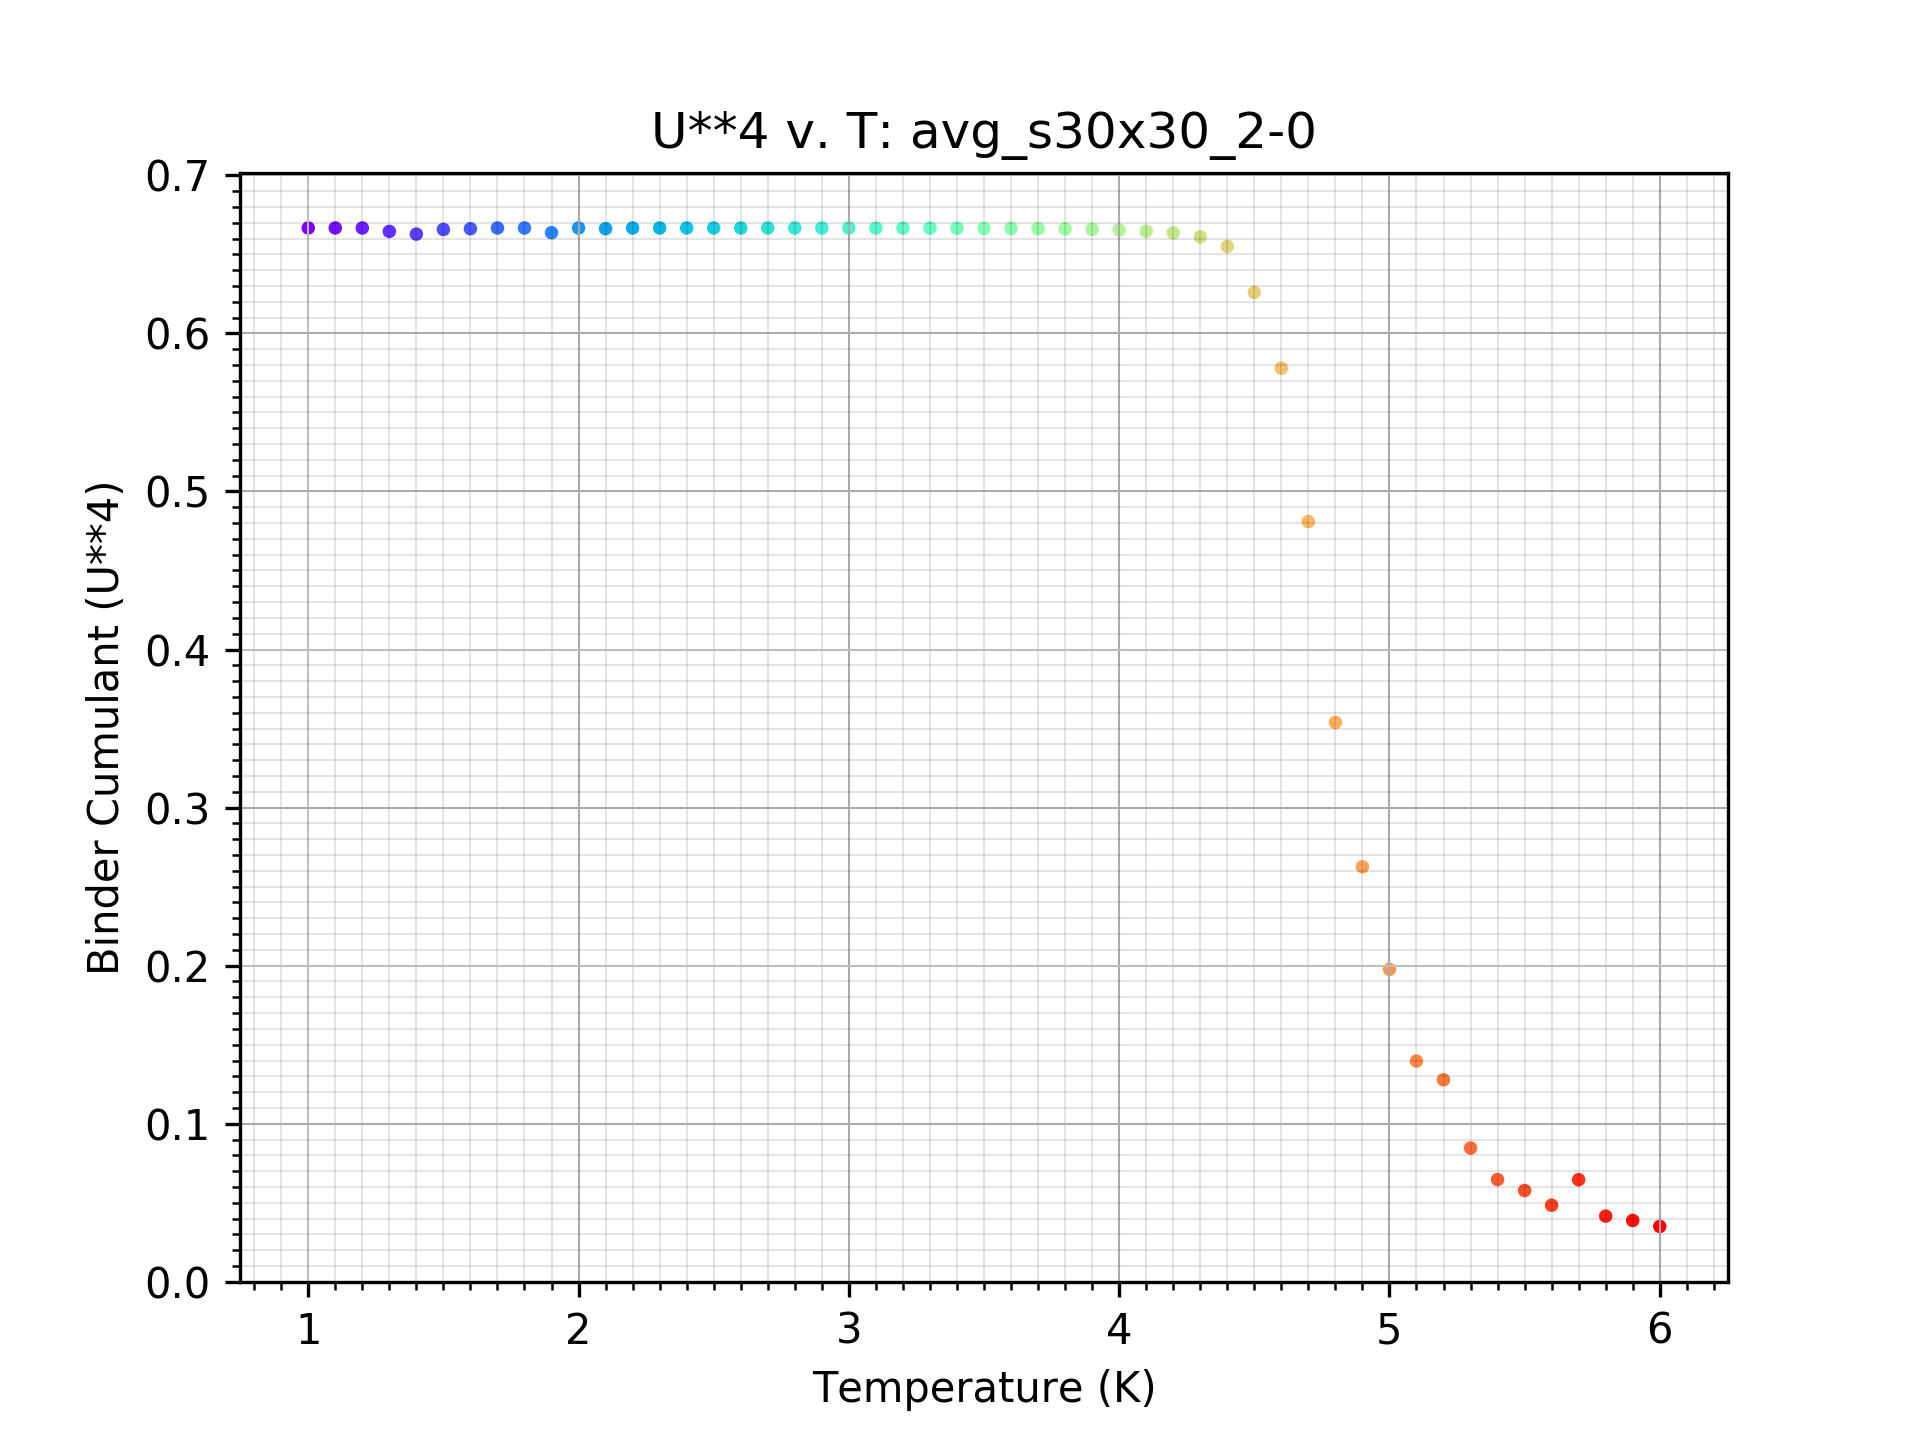 U**4 v. T: avg_s30x30_2-0
0.7
0.6
0.5
0.4
0.3
0.2
0.1
0.0
Binder Cumulant (U**4)
1 2 3 4 5 6
Temperature (K)